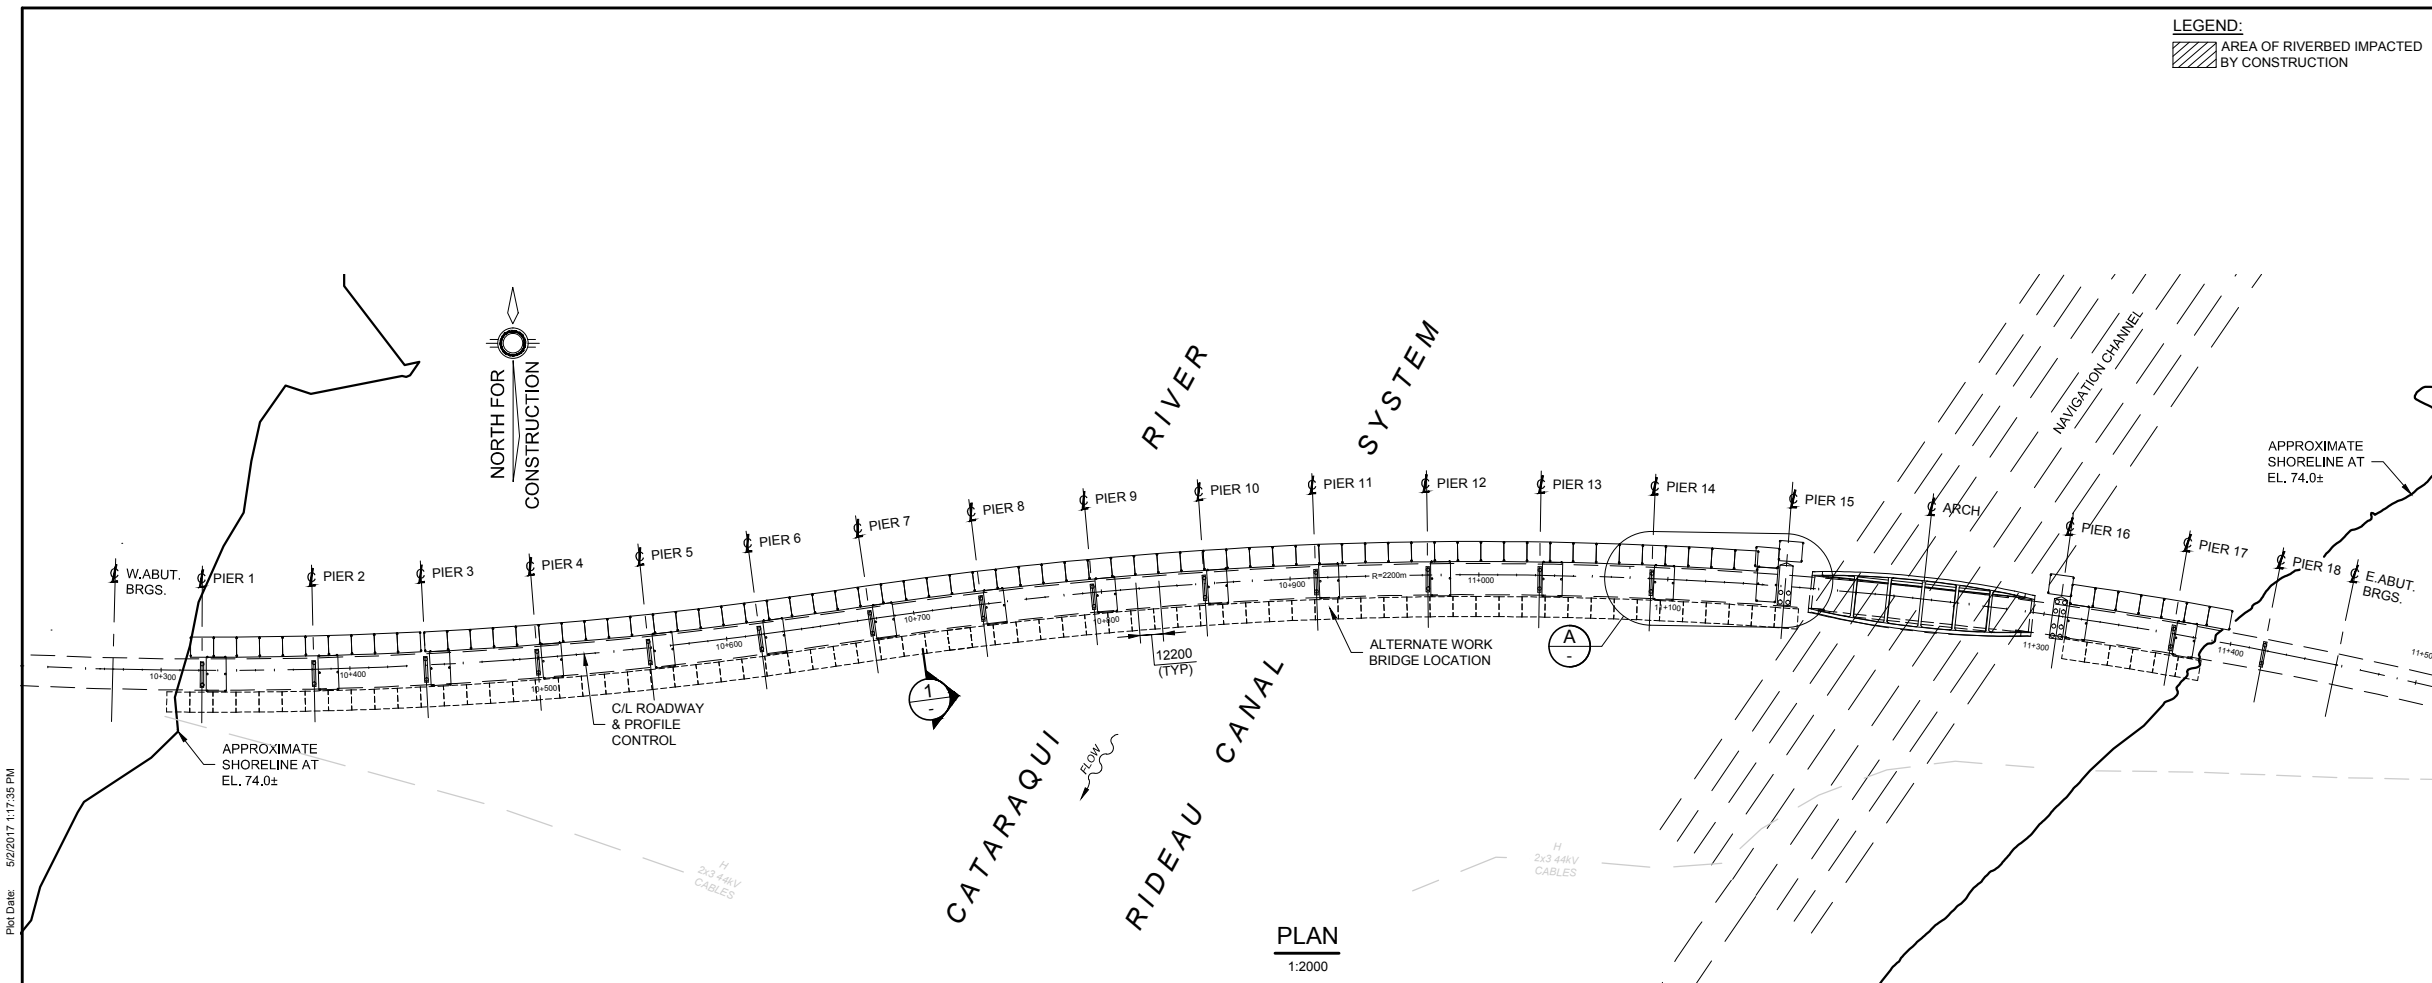 LEGEND:
AREA OF RIVERBED IMPACTED
BY CONSTRUCTION
NORTH FOR
CONSTRUCTION
RIVER
SYSTEM
NAVIGATION CHANNEL
APPROXIMATE
SHORELINE AT
EL. 74.0±
℄ W.ABUT.
BRGS.
℄ PIER 1
℄ PIER 2
℄ PIER 3
℄ PIER 4
℄ PIER 5
℄ PIER 6
℄ PIER 7
℄ PIER 8
℄ PIER 9
℄ PIER 10
℄ PIER 11
℄ PIER 12
℄ PIER 13
℄ PIER 14
℄ PIER 15
℄ ARCH
℄ PIER 16
℄ PIER 17
℄ PIER 18
℄ E.ABUT.
BRGS.
10+300
10+400
10+500
10+600
10+700
10+800
10+900
R=2200m
11+000
11+100
11+300
11+400
C/L ROADWAY
& PROFILE
CONTROL
1
-
12200
(TYP)
ALTERNATE WORK
BRIDGE LOCATION
A
-
APPROXIMATE
SHORELINE AT
EL. 74.0±
FLOW
CATARAQUI
RIDEAU CANAL
H
2x3 44kV
CABLES
H
2x3 44kV
CABLES
PLAN
1:2000
Plot Date: 5/2/2017 1:17:35 PM